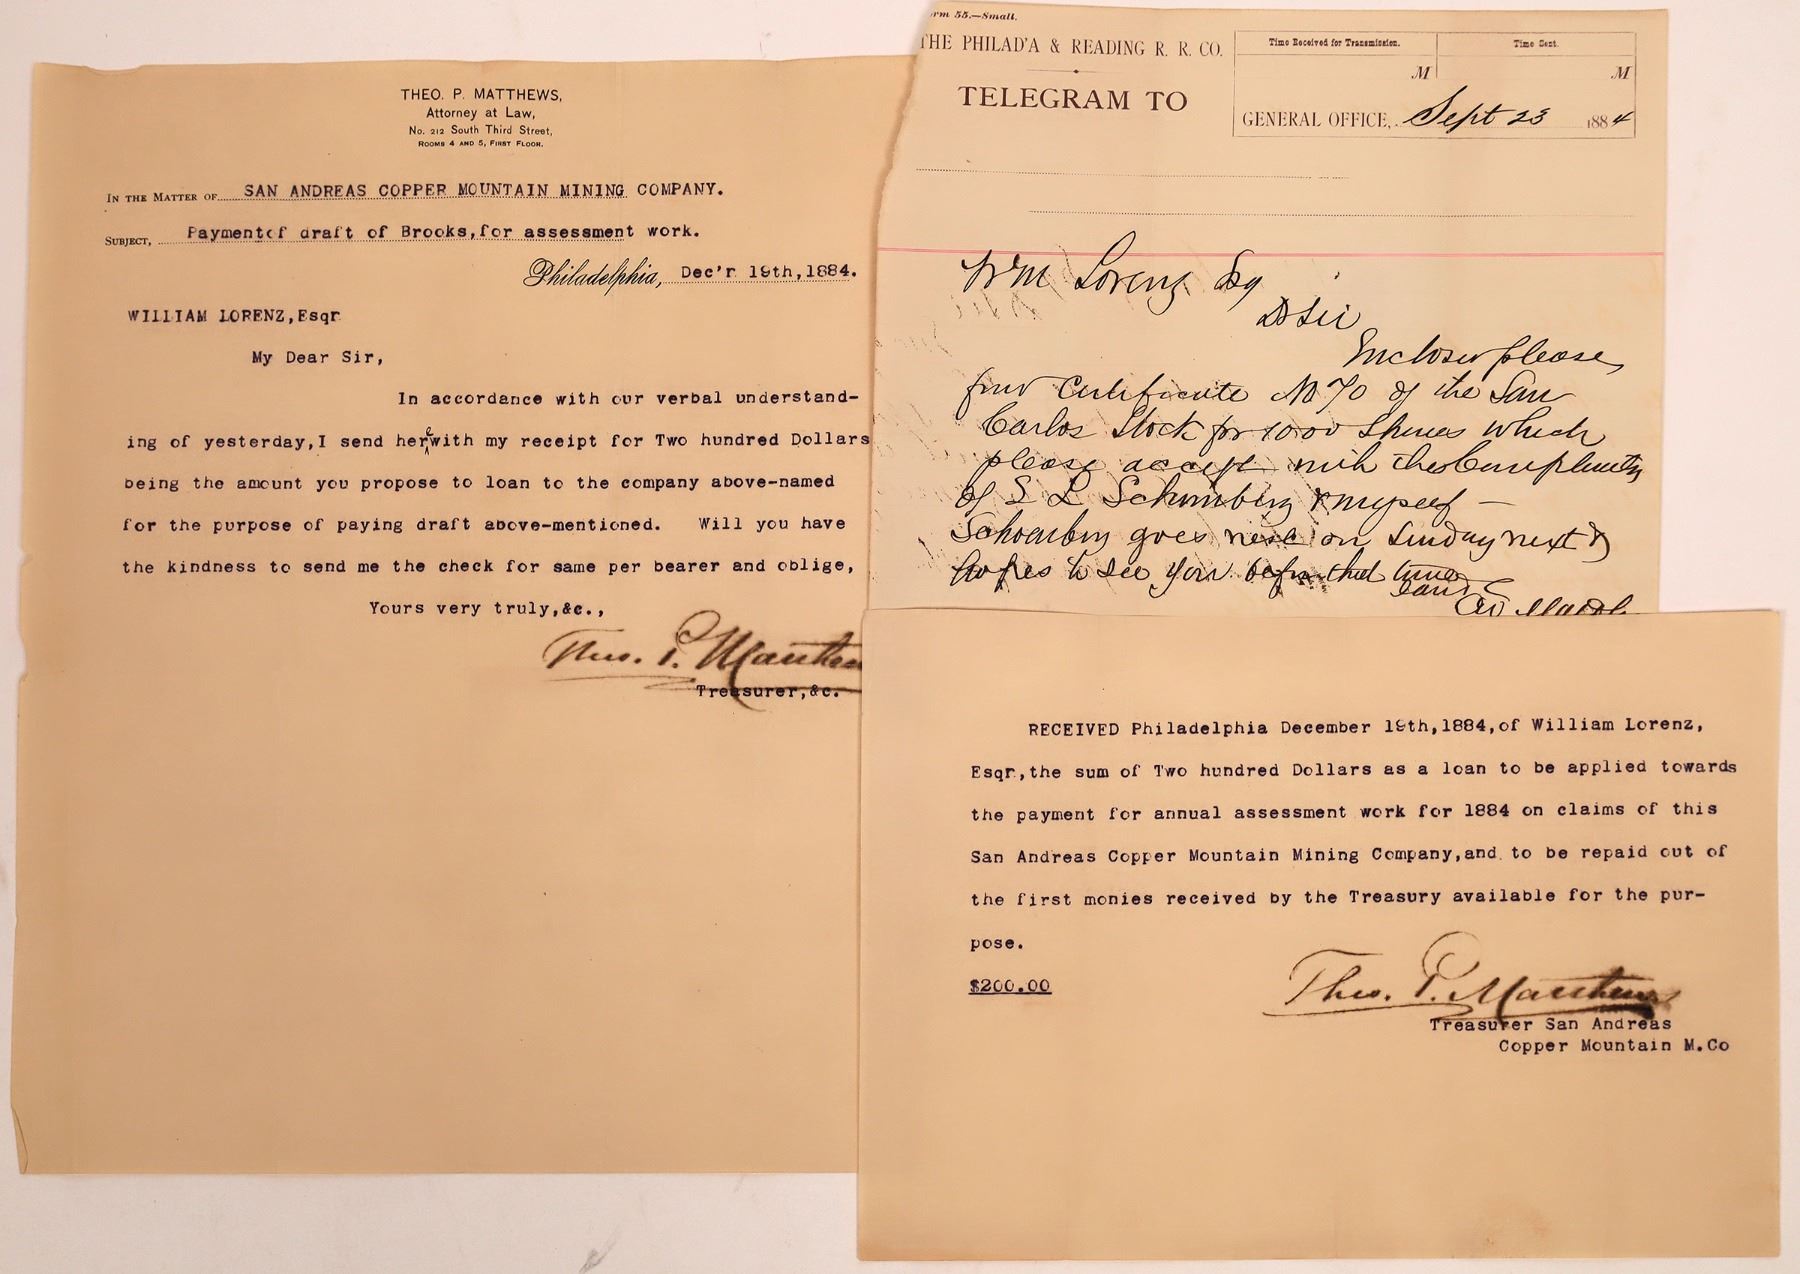 THEO. P. MATTHEWS,
Attorney at Law,
No. 212 South Third Street,
ROOMS 4 AND 5, FIRST FLOOR.
IN THE MATTER OF SAN ANDREAS COPPER MOUNTAIN MINING COMPANY.
SUBJECT, Paymentof draft of Brooks,for assessment work.
Philadelphia, Dec'r 19th,1884.
WILLIAM LORENZ,Esqr
My Dear Sir,
In accordance with our verbal understand-
ing of yesterday,I send herewith my receipt for Two hundred Dollars
being the amount you propose to loan to the company above-named
for the purpose of paying draft above-mentioned. Will you have
the kindness to send me the check for same per bearer and oblige,
Yours very truly,&c.,
Theo. P. Matthews
Treasurer,&c.
rm 55.—Small.
THE PHILAD'A & READING R. R. CO.
TELEGRAM TO
Time Received for Transmission.
Time Sent.
M
M
GENERAL OFFICE, Sept 23 1884
Wm Lorenz Esq
D Sir
Enclosed please
find Certificate No 70 of the San
Carlos Stock for 1000 Shares which
please accept with the Compliments
of S L & myself —
goes west on Sunday next &
hopes to see you before that time
RECEIVED Philadelphia December 19th,1884,of William Lorenz,
Esqr.,the sum of Two hundred Dollars as a loan to be applied towards
the payment for annual assessment work for 1884 on claims of this
San Andreas Copper Mountain Mining Company,and to be repaid out of
the first monies received by the Treasury available for the pur-
pose.
$200.00
Theo. P. Matthews
Treasurer San Andreas
Copper Mountain M.Co